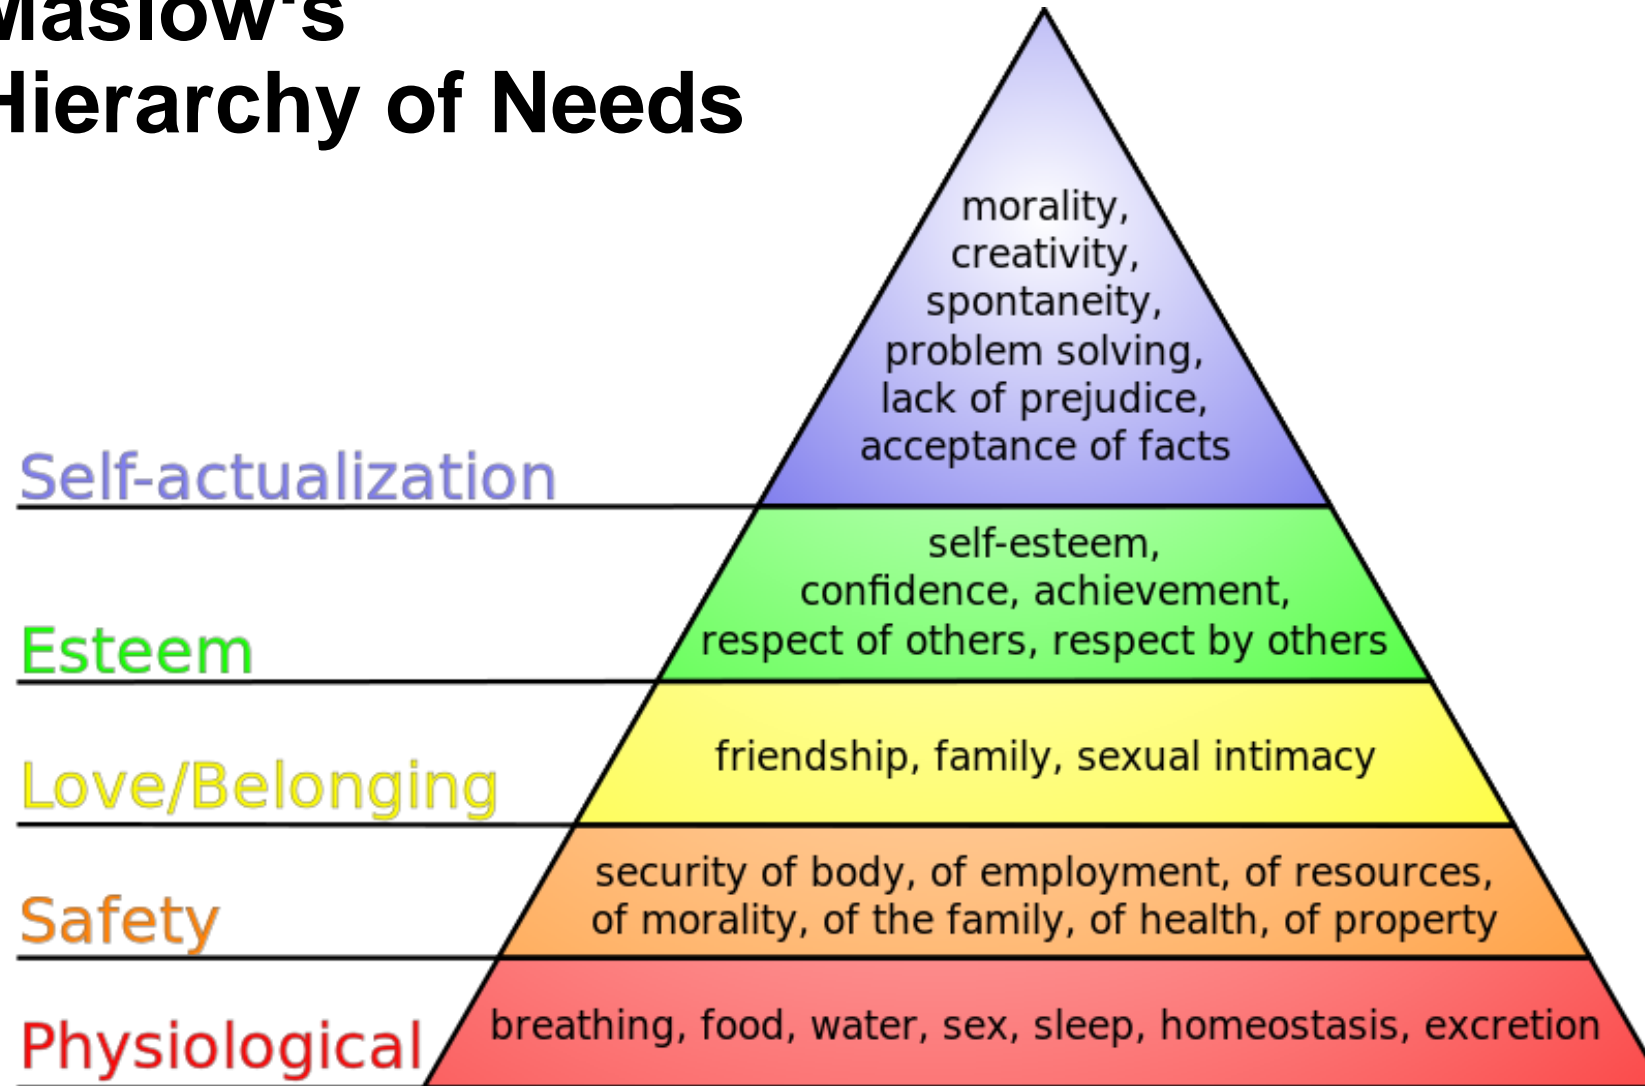 Maslow's
Hierarchy of Needs
morality,
creativity,
spontaneity,
problem solving,
lack of prejudice,
acceptance of facts
Self-actualization
self-esteem,
confidence, achievement,
respect of others, respect by others
Esteem
friendship, family, sexual intimacy
Love/Belonging
security of body, of employment, of resources,
of morality, of the family, of health, of property
Safety
breathing, food, water, sex, sleep, homeostasis, excretion
Physiological